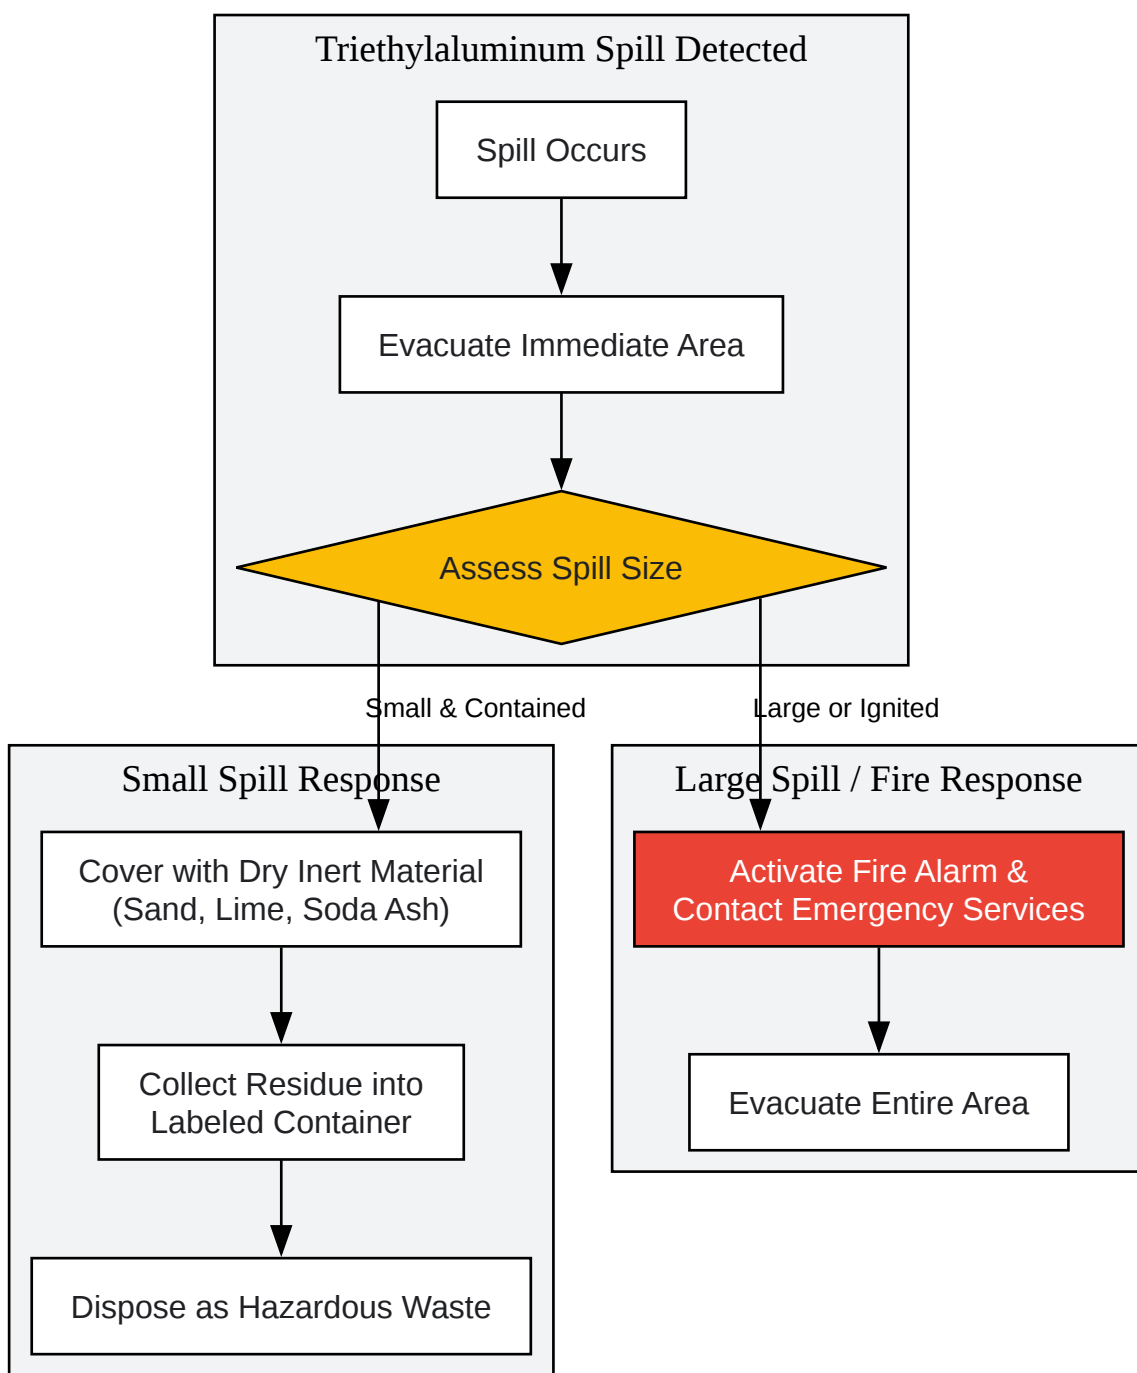 Triethylaluminum Spill Detected
Spill Occurs
Evacuate Immediate Area
Assess Spill Size
Small & Contained
Large or Ignited
Small Spill Response
Cover with Dry Inert Material
(Sand, Lime, Soda Ash)
Collect Residue into
Labeled Container
Dispose as Hazardous Waste
Large Spill / Fire Response
Activate Fire Alarm &
Contact Emergency Services
Evacuate Entire Area